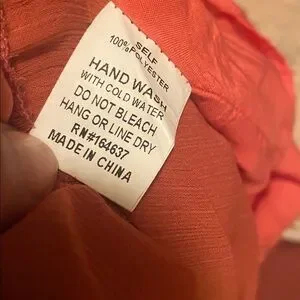 SELF
100%POLYESTER
HAND WASH
WITH COLD WATER
DO NOT BLEACH
HANG OR LINE DRY
RN#164637
MADE IN CHINA